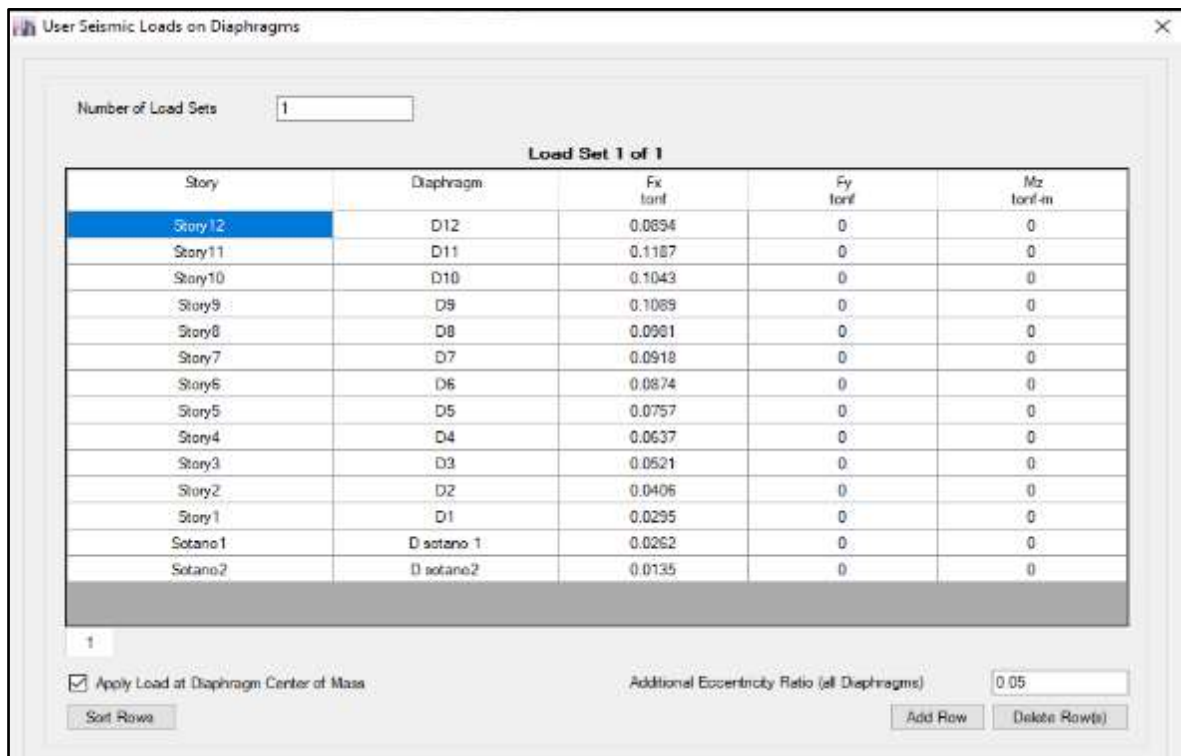 User Seismic Loads on Diaphragms
Number of Load Sets 1
Load Set 1 of 1
Story Diaphragm Fx tonf Fy tonf Mz tonf-m
Story12 D12 0.0894 0 0
Story11 D11 0.1187 0 0
Story10 D10 0.1043 0 0
Story9 D9 0.1089 0 0
Story8 D8 0.0981 0 0
Story7 D7 0.0918 0 0
Story6 D6 0.0874 0 0
Story5 D5 0.0757 0 0
Story4 D4 0.0637 0 0
Story3 D3 0.0521 0 0
Story2 D2 0.0406 0 0
Story1 D1 0.0295 0 0
Sotano1 D sotano 1 0.0262 0 0
Sotano2 D sotano2 0.0135 0 0
1
Apply Load at Diaphragm Center of Mass Additional Eccentricity Ratio (all Diaphragms) 0.05
Sort Rows Add Row Delete Row(s)